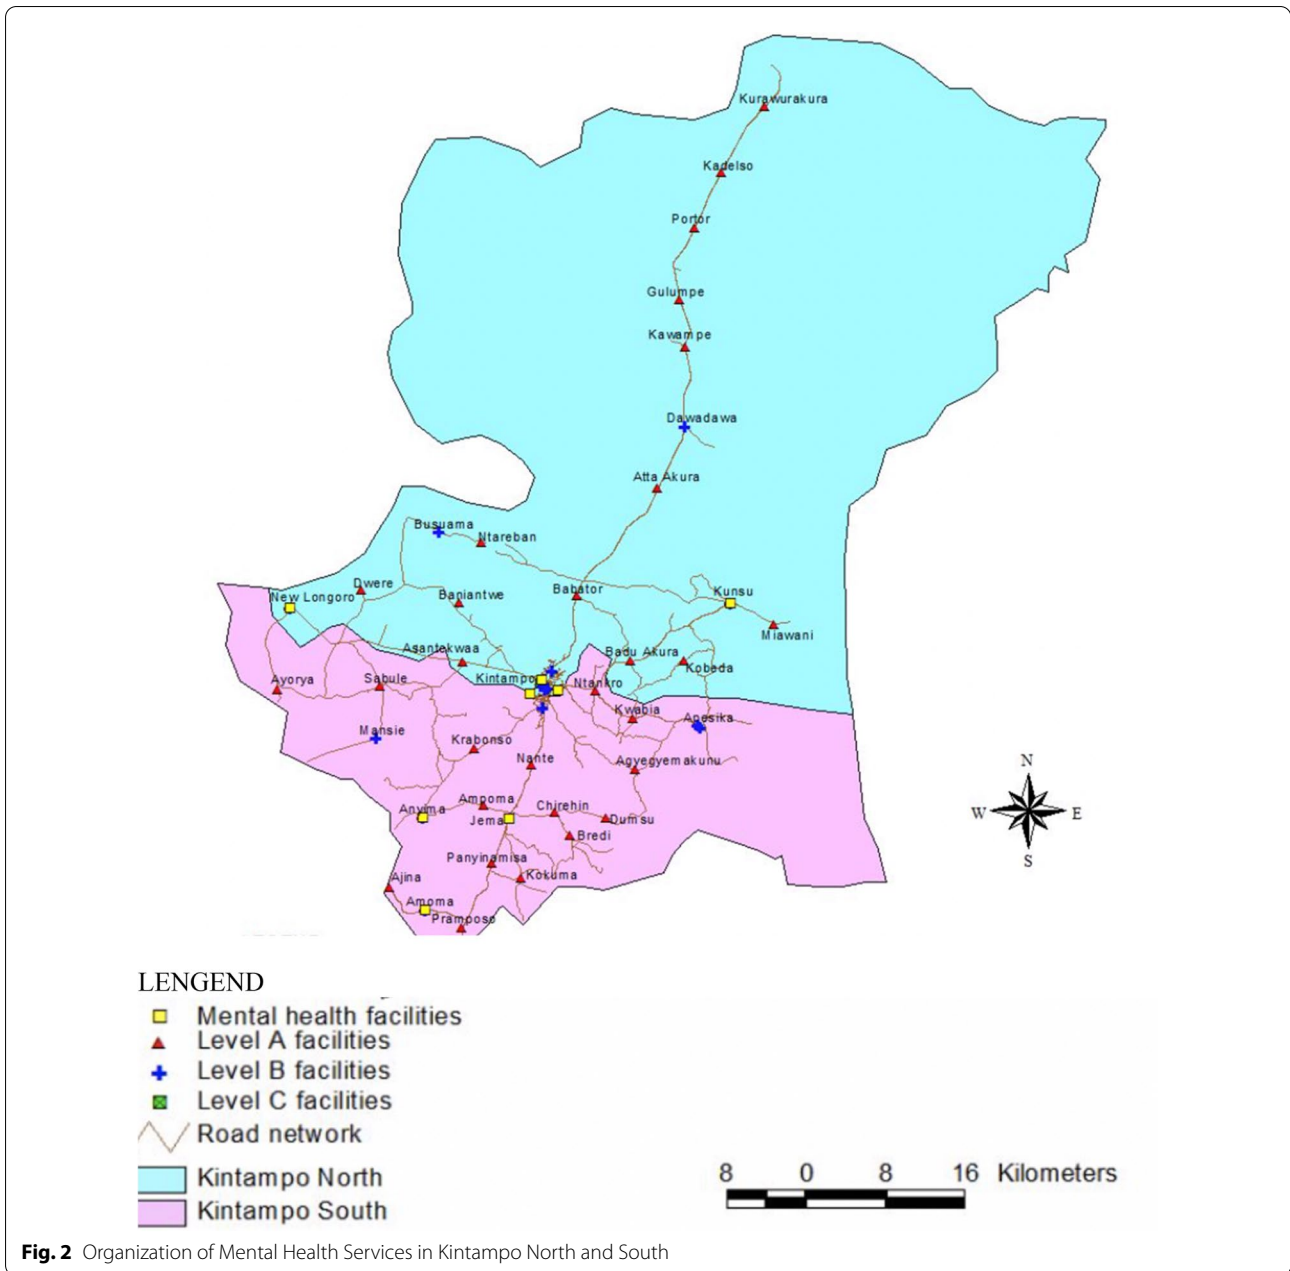 Kurawurakura
Kadelso
Portor
Gulumpe
Kawampe
Dawadawa
Atta Akura
Busuama
Ntareban
Dwere
Baniantwe
Babator
Kunsu
New Longoro
Miawani
Asantekwaa
Badu Akura
Kobeda
Ayorya
Sabule
Kintampo
Ntankro
Kwabia
Apesika
Mansie
Krabonso
Nante
Agyegyemakunu
N
W
E
S
Anyima
Ampoma
Jema
Chirehin
Dumsu
Bredi
Panyinamisa
Kokuma
Ajina
Amoma
Pramposo
LENGEND
Mental health facilities
Level A facilities
Level B facilities
Level C facilities
Road network
Kintampo North
Kintampo South
8 0 8 16 Kilometers
Fig. 2 Organization of Mental Health Services in Kintampo North and South